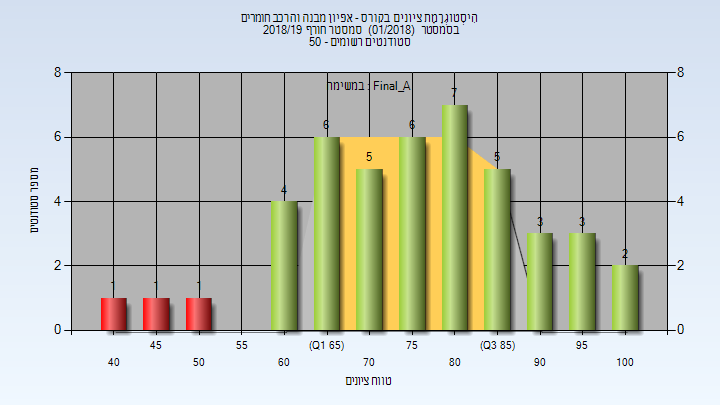 היסטוגרמת ציונים בקורס - אפיון מבנה והרכב חומרים
בסמסטר (01/2018) סמסטר חורף 2018/19
סטודנטים רשומים - 50
במשימה : Final_A
מספר סטודנטים
8 8
6 6
4 4
2 2
0 0
1 1 1 4 6 5 6 7 5 3 3 2
45 55 (Q1 65) 75 (Q3 85) 95
40 50 60 70 80 90 100
טווח ציונים